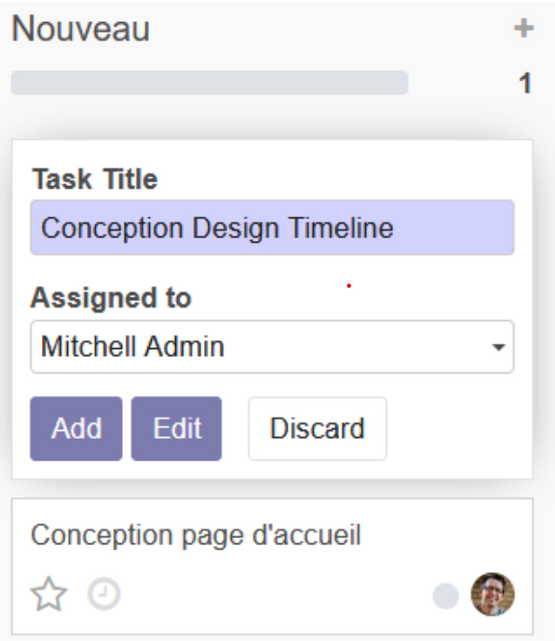 Nouveau
1
Task Title
Conception Design Timeline
Assigned to
Mitchell Admin
Add Edit Discard
Conception page d'accueil